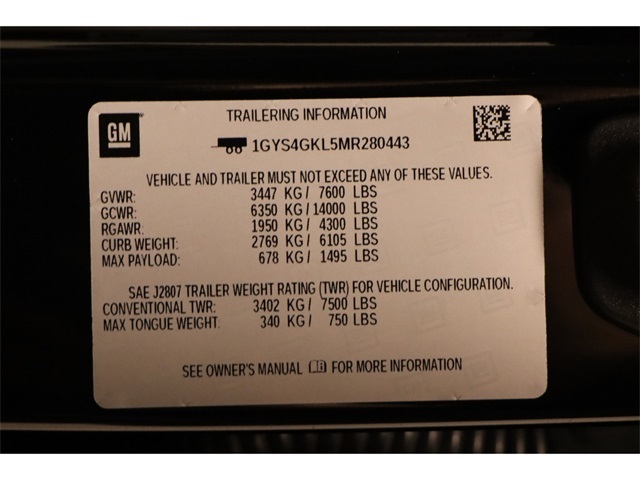 TRAILERING INFORMATION
GM
1GYS4GKL5MR280443
VEHICLE AND TRAILER MUST NOT EXCEED ANY OF THESE VALUES.
GVWR: 3447 KG/ 7600 LBS
GCWR: 6350 KG/14000 LBS
RGAWR: 1950 KG/ 4300 LBS
CURB WEIGHT: 2769 KG/ 6105 LBS
MAX PAYLOAD: 678 KG/ 1495 LBS
SAE J2807 TRAILER WEIGHT RATING (TWR) FOR VEHICLE CONFIGURATION.
CONVENTIONAL TWR: 3402 KG/ 7500 LBS
MAX TONGUE WEIGHT: 340 KG/ 750 LBS
SEE OWNER'S MANUAL FOR MORE INFORMATION